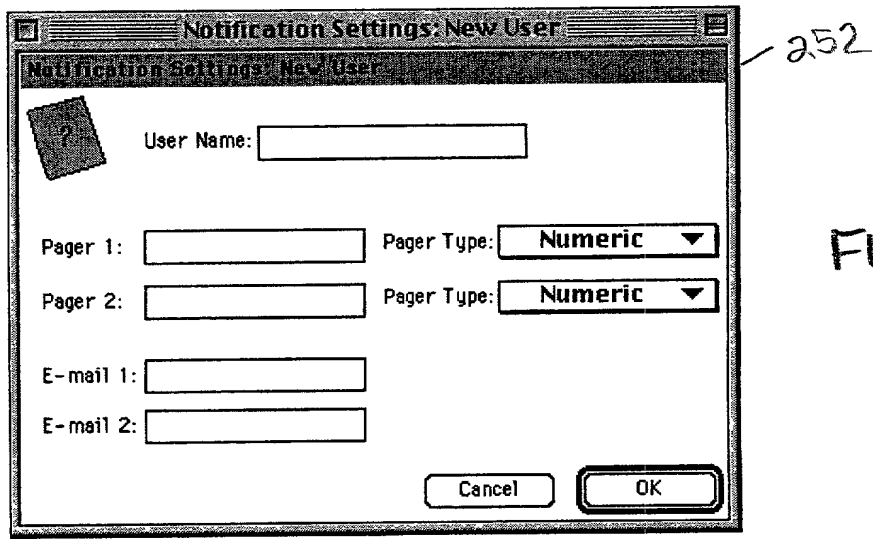 Notification Settings: New User
252
Notification Settings: New User
?
User Name:
Pager 1:
Pager Type: Numeric
Pager 2:
Pager Type: Numeric
E-mail 1:
E-mail 2:
Cancel
OK